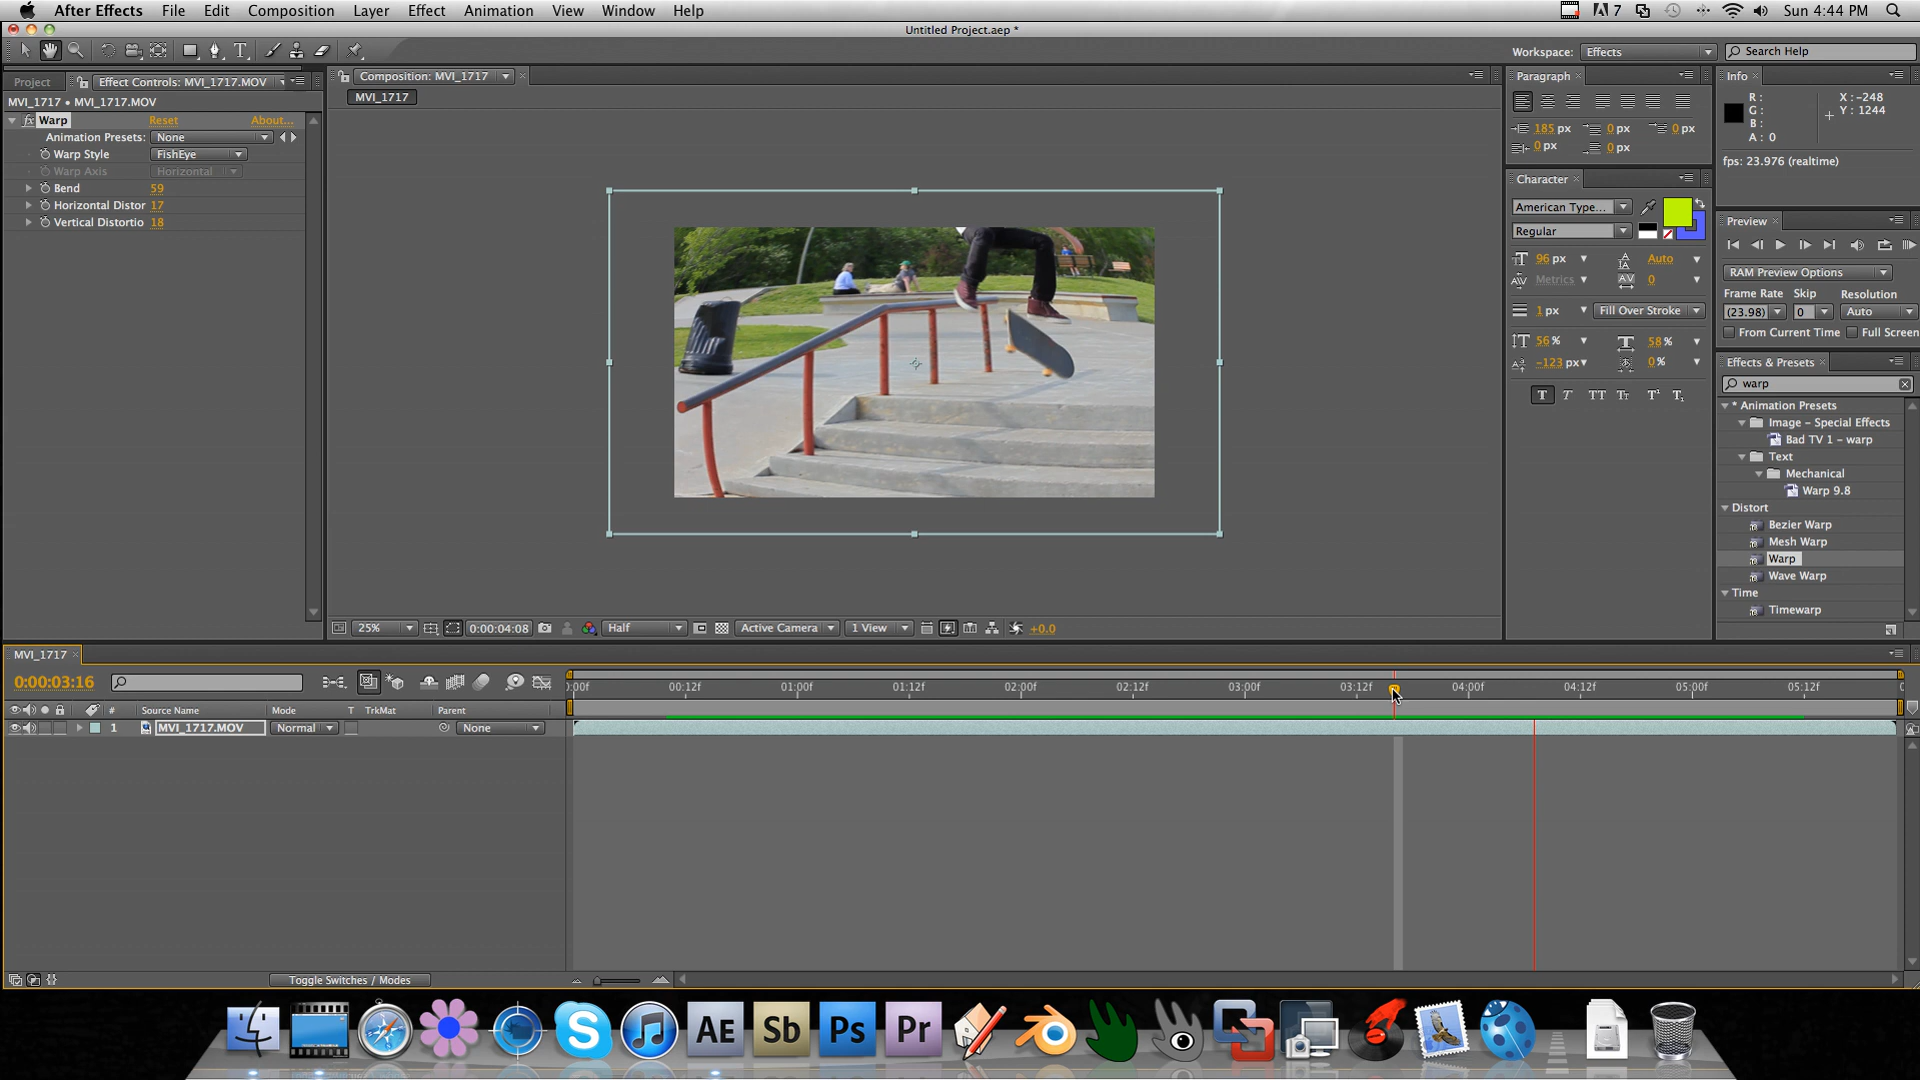 After Effects File Edit Composition Layer Effect Animation View Window Help
7 Sun 4:44 PM
Untitled Project.aep *
Workspace: Effects Search Help
Project Effect Controls: MVI_1717.MOV
MVI_1717 • MVI_1717.MOV
Warp Reset About...
Animation Presets: None
Warp Style FishEye
Warp Axis Horizontal
Bend 59
Horizontal Distor 17
Vertical Distortio 18
Composition: MVI_1717
MVI_1717
25% 0:00:04:08 Half Active Camera 1 View +0.0
Paragraph
185 px 0 px 0 px
0 px 0 px
Character
American Type...
Regular
96 px Auto
Metrics 0
1 px Fill Over Stroke
56 % 58 %
-123 px 0 %
T T TT Tr T¹ T₁
Info
R : X : -248
G : Y : 1244
B :
A : 0
fps: 23.976 (realtime)
Preview
RAM Preview Options
Frame Rate Skip Resolution
(23.98) 0 Auto
From Current Time Full Screen
Effects & Presets
warp
* Animation Presets
Image – Special Effects
Bad TV 1 – warp
Text
Mechanical
Warp 9.8
Distort
Bezier Warp
Mesh Warp
Warp
Wave Warp
Time
Timewarp
MVI_1717
0:00:03:16
):00f 00:12f 01:00f 01:12f 02:00f 02:12f 03:00f 03:12f 04:00f 04:12f 05:00f 05:12f 0
# Source Name Mode T TrkMat Parent
1 MVI_1717.MOV Normal None
Toggle Switches / Modes
AE Sb Ps Pr